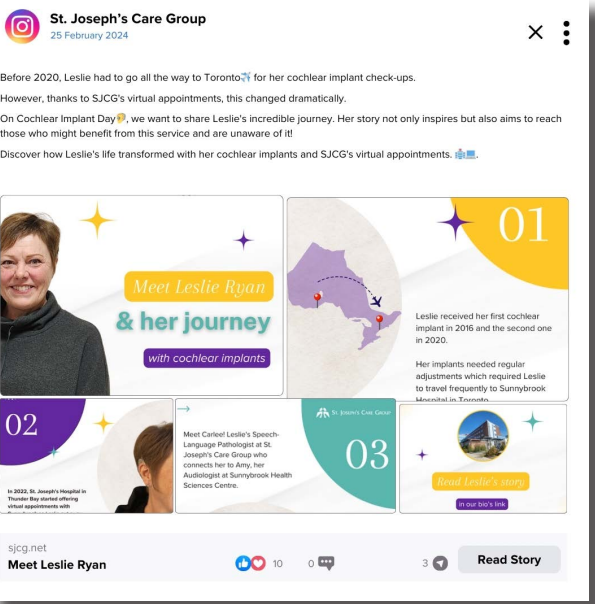 St. Joseph's Care Group
25 February 2024
Before 2020, Leslie had to go all the way to Toronto✈️ for her cochlear implant check-ups.
However, thanks to SJCG's virtual appointments, this changed dramatically.
On Cochlear Implant Day🦻, we want to share Leslie's incredible journey. Her story not only inspires but also aims to reach
those who might benefit from this service and are unaware of it!
Discover how Leslie's life transformed with her cochlear implants and SJCG's virtual appointments. 🏥💻.
Meet Leslie Ryan
& her journey
with cochlear implants
01
Leslie received her first cochlear
implant in 2016 and the second one
in 2020.
Her implants needed regular
adjustments which required Leslie
to travel frequently to Sunnybrook
Hospital in Toronto
02
In 2022, St. Joseph's Hospital in
Thunder Bay started offering
virtual appointments with
St. Joseph's Care Group
Meet Carlee! Leslie's Speech-
Language Pathologist at St.
Joseph's Care Group who
connects her to Amy, her
Audiologist at Sunnybrook Health
Sciences Centre.
03
Read Leslie's story
in our bio's link
sjcg.net
Meet Leslie Ryan
10
0
3
Read Story